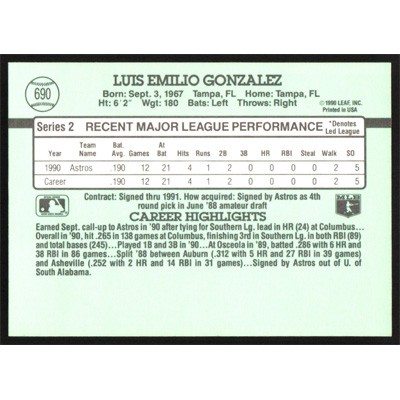 690
LUIS EMILIO GONZALEZ
Born: Sept. 3, 1967 Tampa, FL Home: Tampa, FL
Ht: 6'2" Wgt: 180 Bats: Left Throws: Right
© 1990 LEAF, INC.
Printed in USA
Series 2 RECENT MAJOR LEAGUE PERFORMANCE *Denotes Led League
Year Team Name Bat. Avg. Games At Bat Hits Runs 2B 3B HR RBI Steal Walk SO
1990 Astros .190 12 21 4 1 2 0 0 0 0 2 5
Career .190 12 21 4 1 2 0 0 0 0 2 5
Contract: Signed thru 1991. How acquired: Signed by Astros as 4th
round pick in June '88 amateur draft
MLB
CAREER HIGHLIGHTS
Earned Sept. call-up to Astros in '90 after tying for Southern Lg. lead in HR (24) at Columbus...
Overall in '90, hit .265 in 138 games at Columbus, finishing 3rd in Southern Lg. in both RBI (89)
and total bases (245)...Played 1B and 3B in '90...At Osceola in '89, batted .286 with 6 HR and
38 RBI in 86 games... Split '88 between Auburn (.312 with 5 HR and 27 RBI in 39 games)
and Asheville (.252 with 2 HR and 14 RBI in 31 games)...Signed by Astros out of U. of
South Alabama.